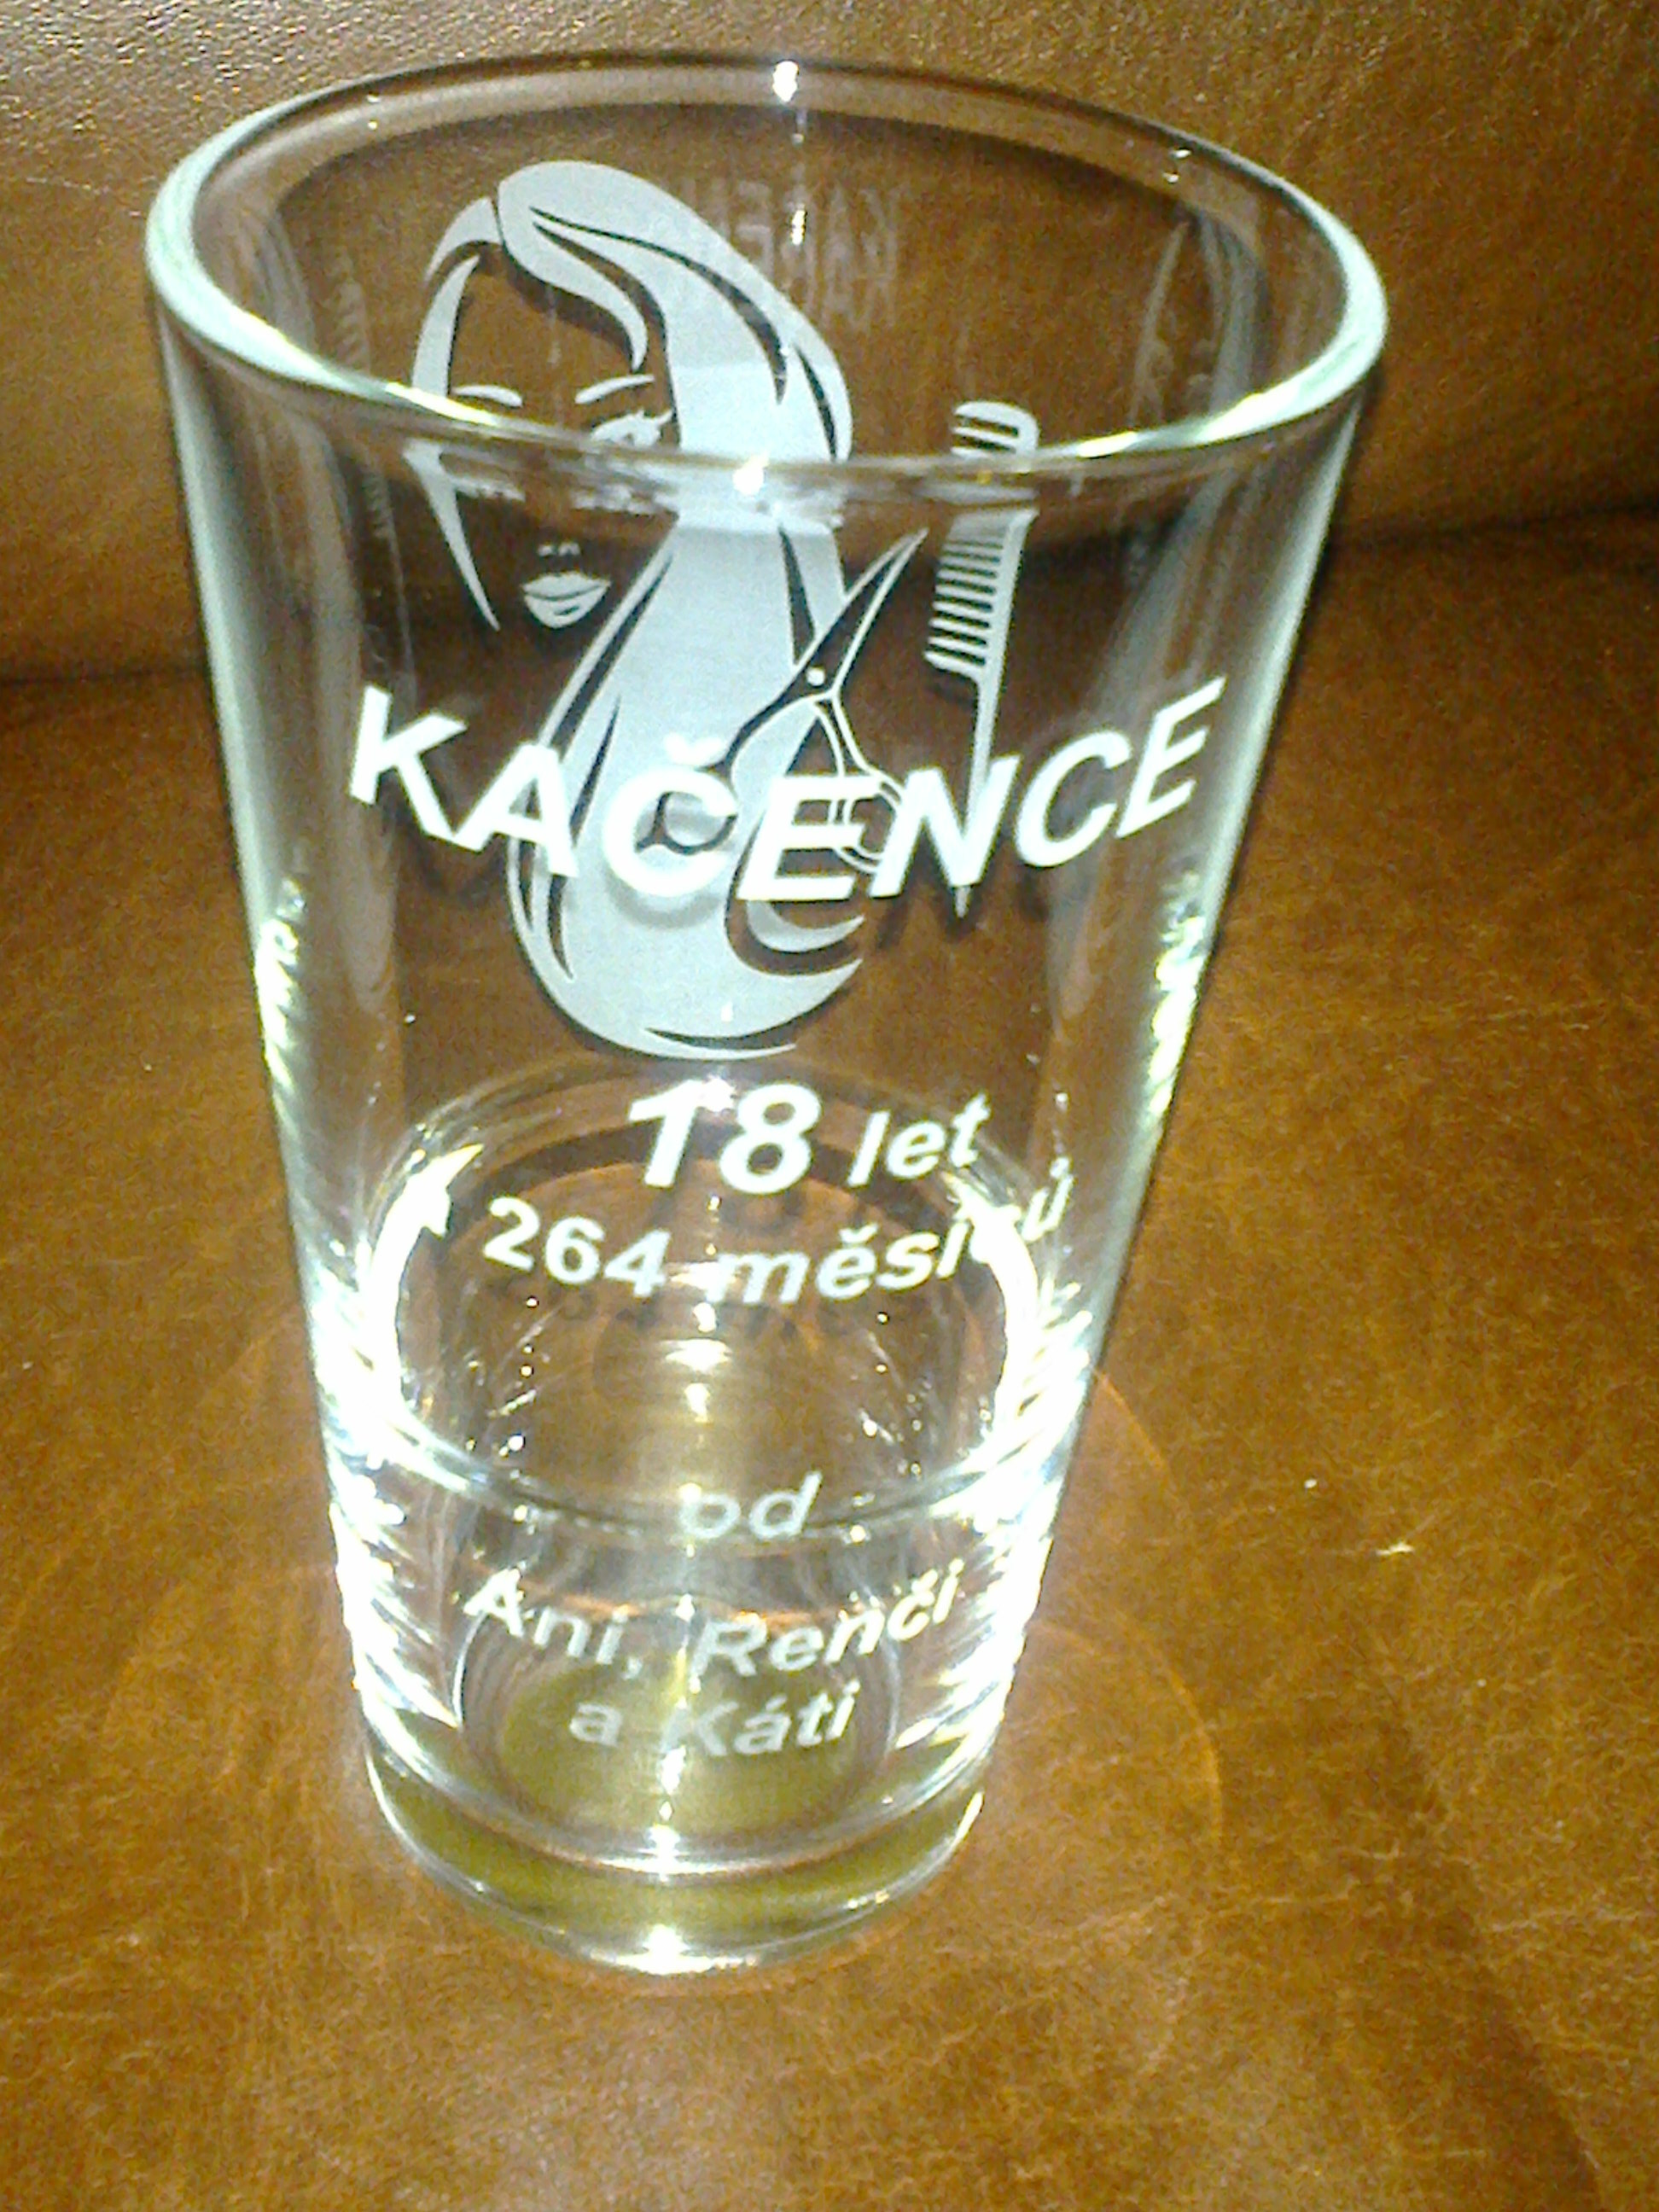 KAČENCE
18 let
264 měsíců
od
Ani, Renči
a Káti